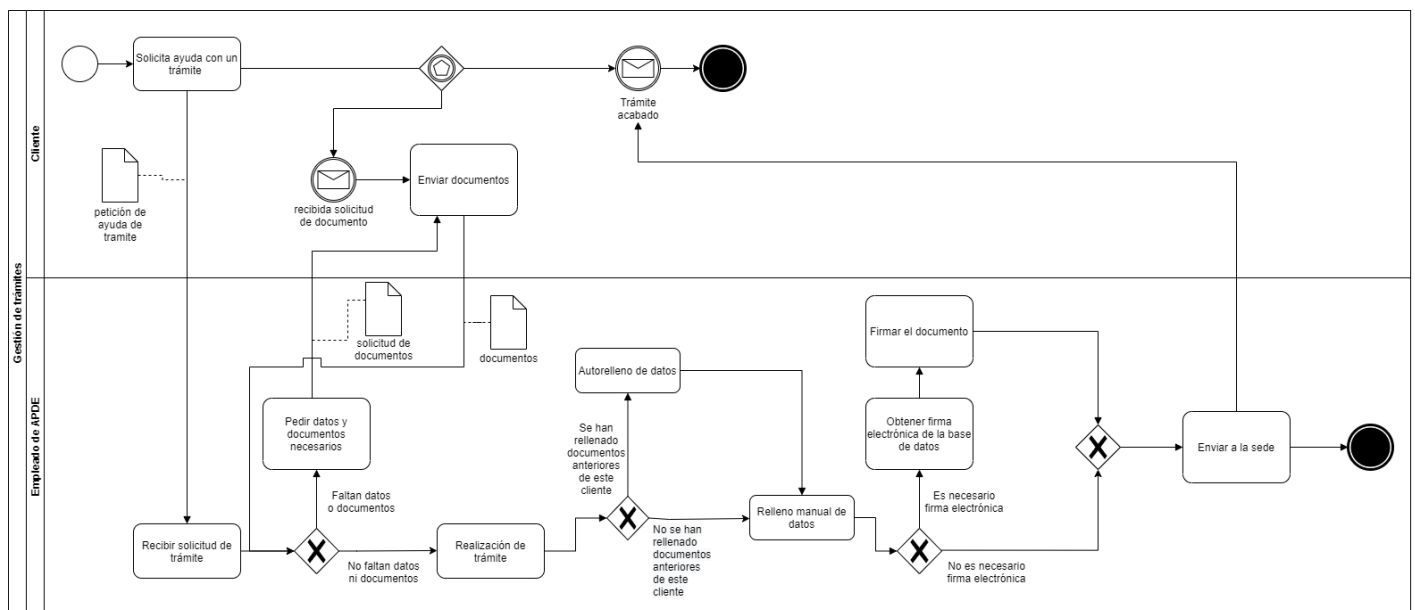 Gestión de trámites
Cliente
Solicita ayuda con un
trámite
Trámite
acabado
petición de
ayuda de
tramite
recibida solicitud
de documento
Enviar documentos
Empleado de APDE
solicitud de
documentos
documentos
Pedir datos y
documentos
necesarios
Faltan datos
o documentos
Recibir solicitud de
trámite
No faltan datos
ni documentos
Realización de
trámite
Autorelleno de datos
Se han
rellenado
documentos
anteriores
de este
cliente
No se han
rellenado
documentos
anteriores
de este
cliente
Relleno manual de
datos
Firmar el documento
Obtener firma
electrónica de la base
de datos
Es necesario
firma electrónica
No es necesario
firma electrónica
Enviar a la sede